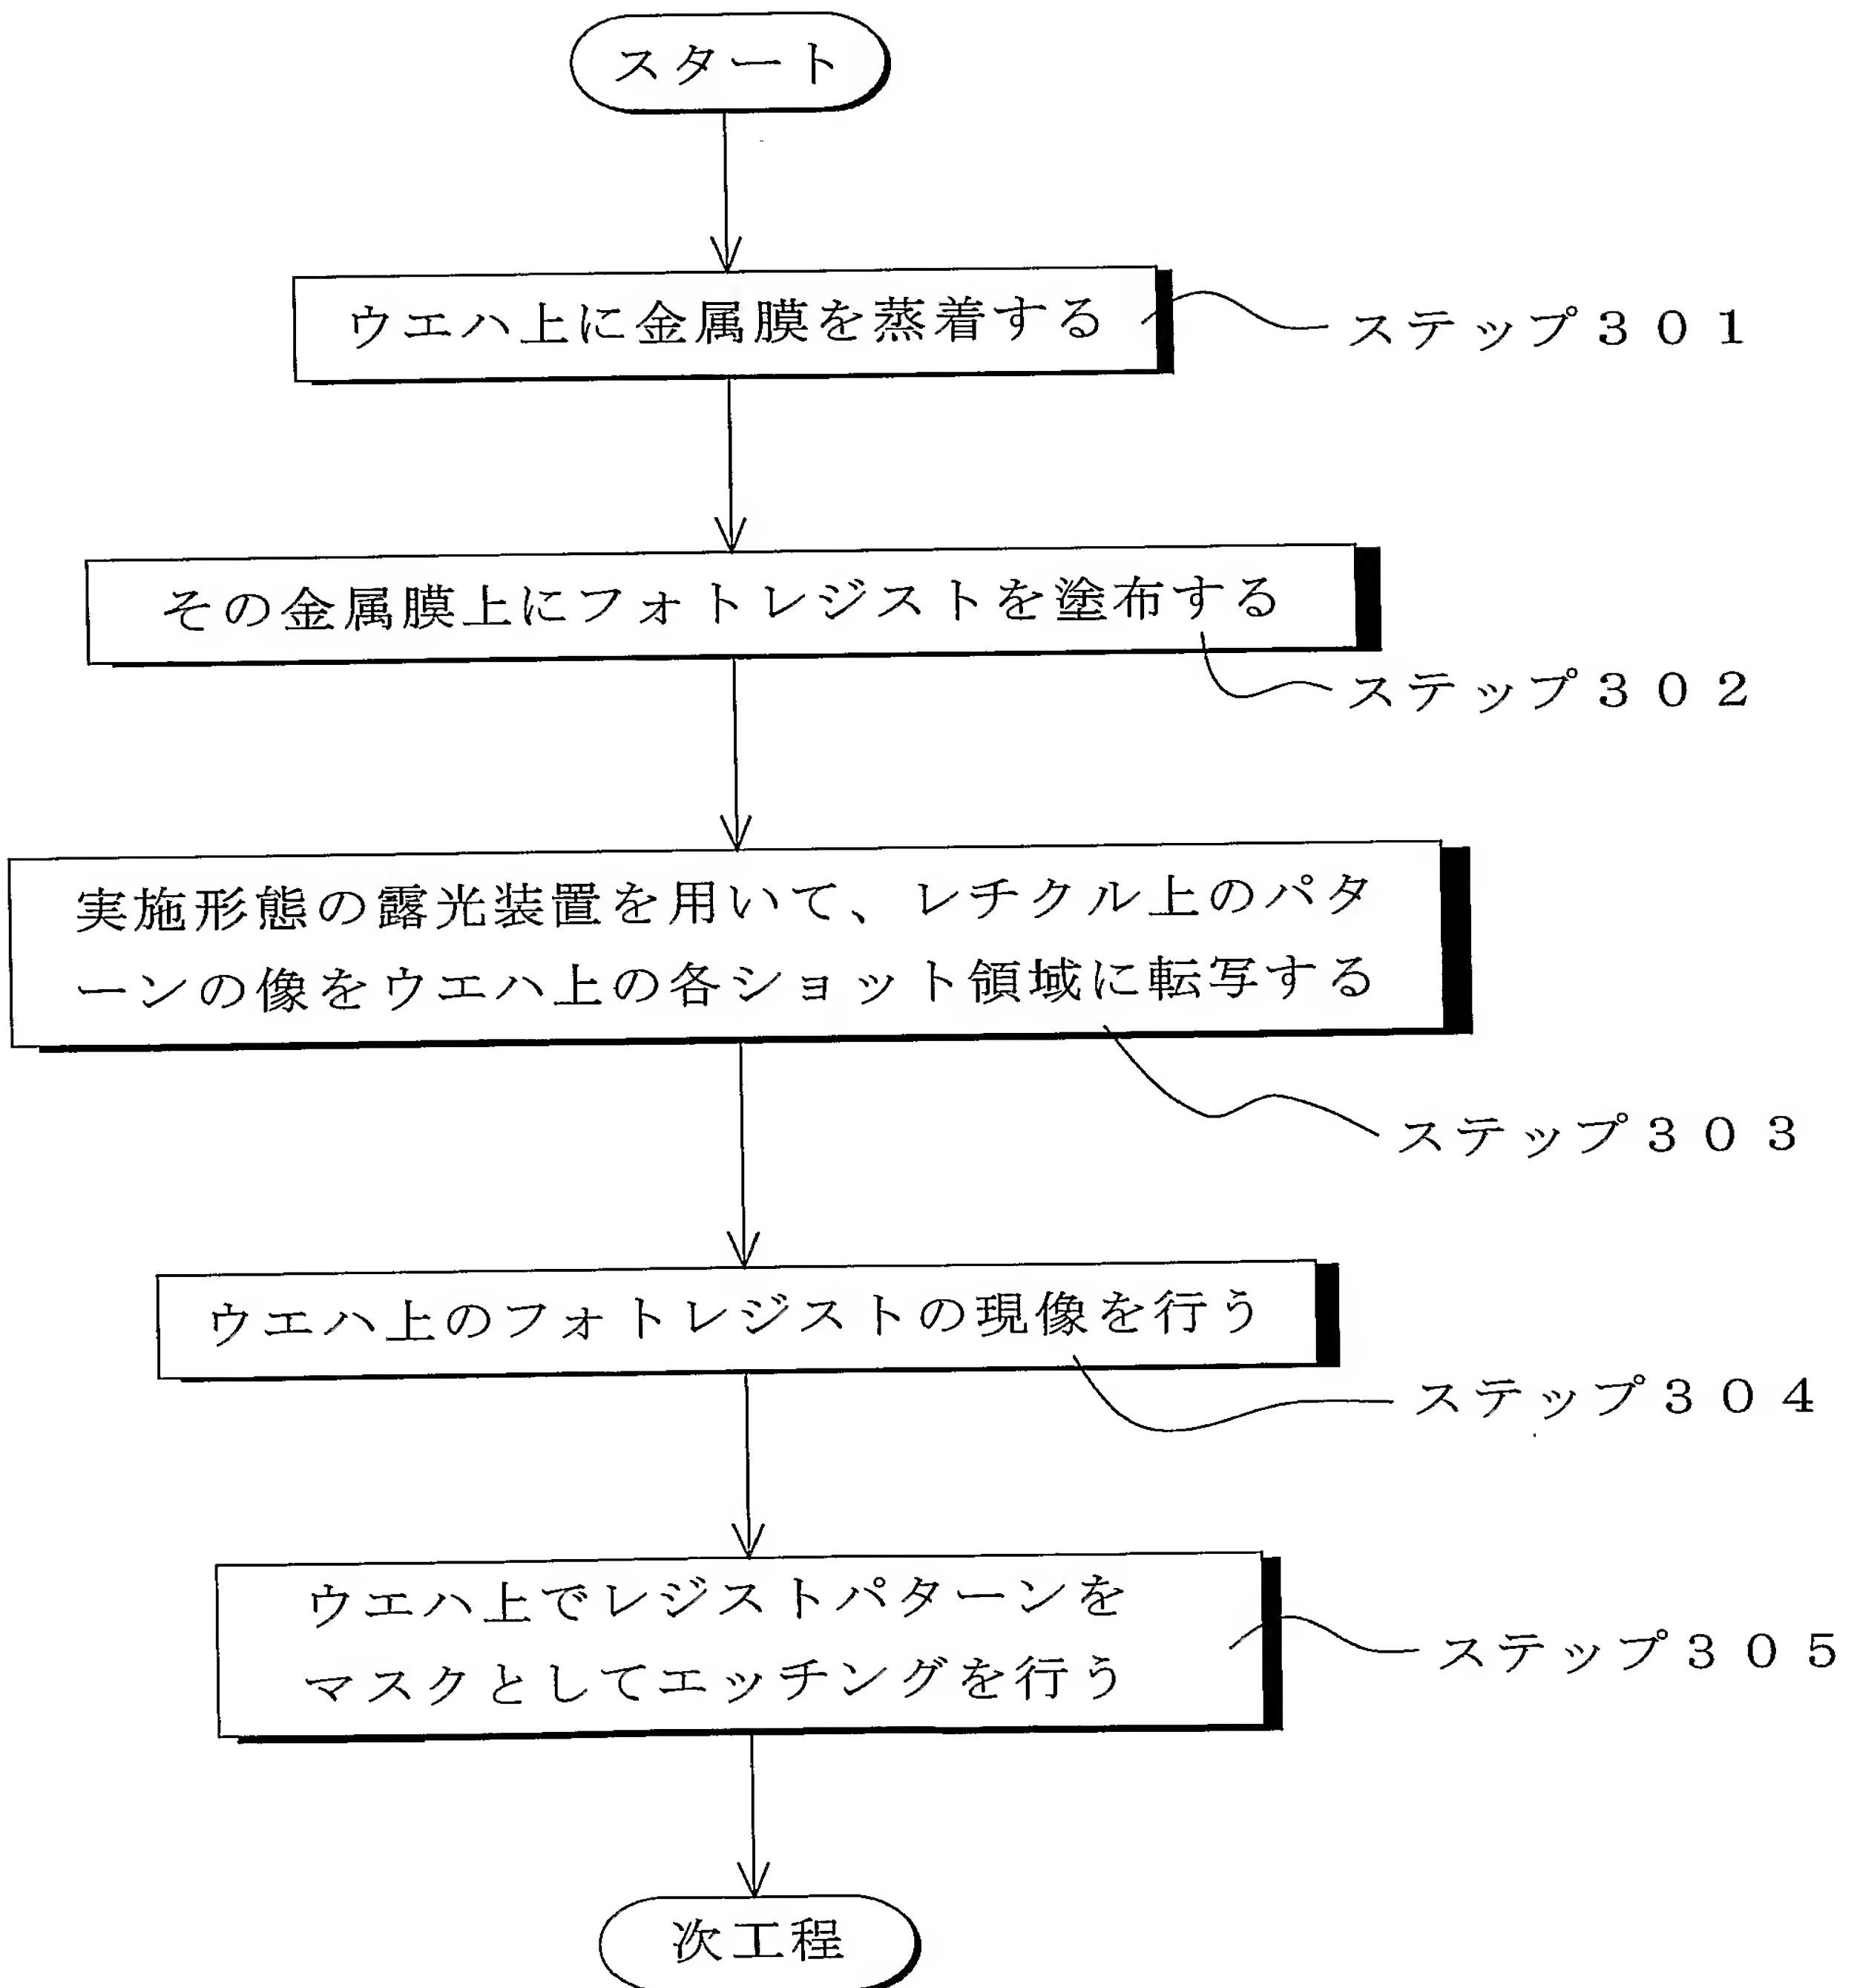 スタート
ウエハ上に金属膜を蒸着する
ステップ301
その金属膜上にフォトレジストを塗布する
ステップ302
実施形態の露光装置を用いて、レチクル上のパタ
ーンの像をウエハ上の各ショット領域に転写する
ステップ303
ウエハ上のフォトレジストの現像を行う
ステップ304
ウエハ上でレジストパターンを
マスクとしてエッチングを行う
ステップ305
次工程